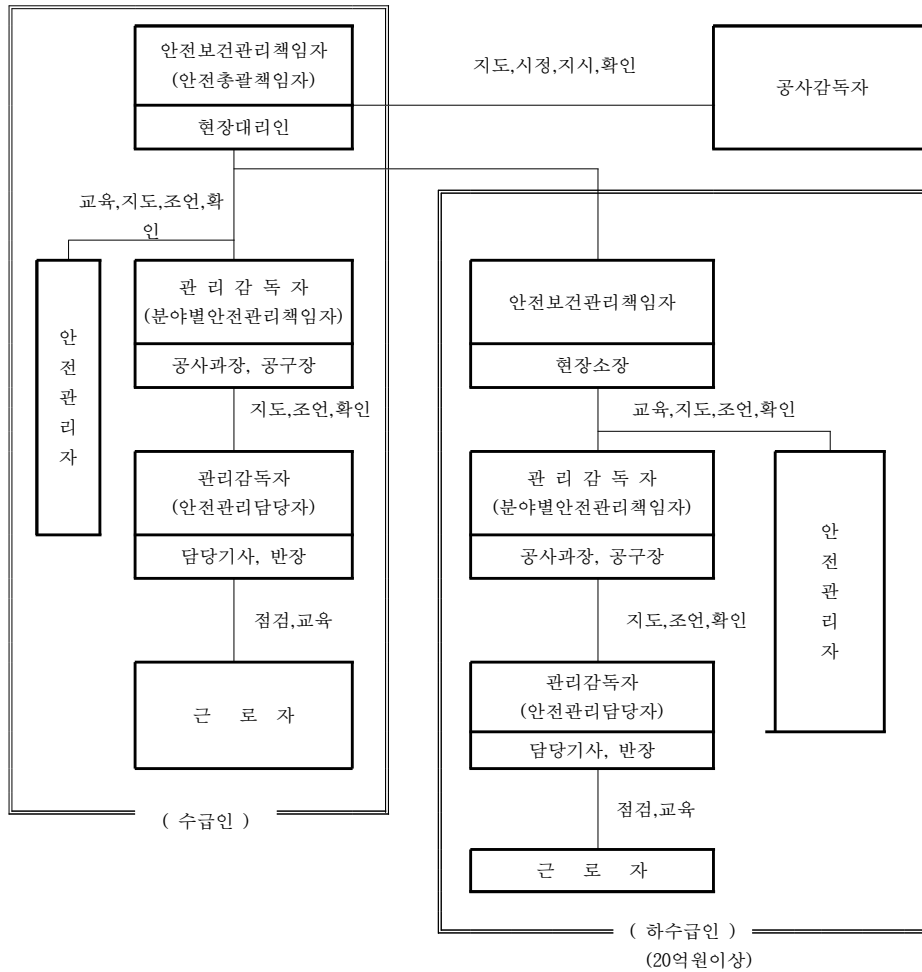 안전보건관리책임자
(안전총괄책임자)
현장대리인
지도,시정,지시,확인
공사감독자
교육,지도,조언,확
인
안
전
관
리
자
관 리 감 독 자
(분야별안전관리책임자)
공사과장, 공구장
지도,조언,확인
관리감독자
(안전관리담당자)
담당기사, 반장
점검,교육
근 로 자
( 수급인 )
안전보건관리책임자
현장소장
교육,지도,조언,확인
관 리 감 독 자
(분야별안전관리책임자)
공사과장, 공구장
안
전
관
리
자
지도,조언,확인
관리감독자
(안전관리담당자)
담당기사, 반장
점검,교육
근 로 자
( 하수급인 )
(20억원이상)